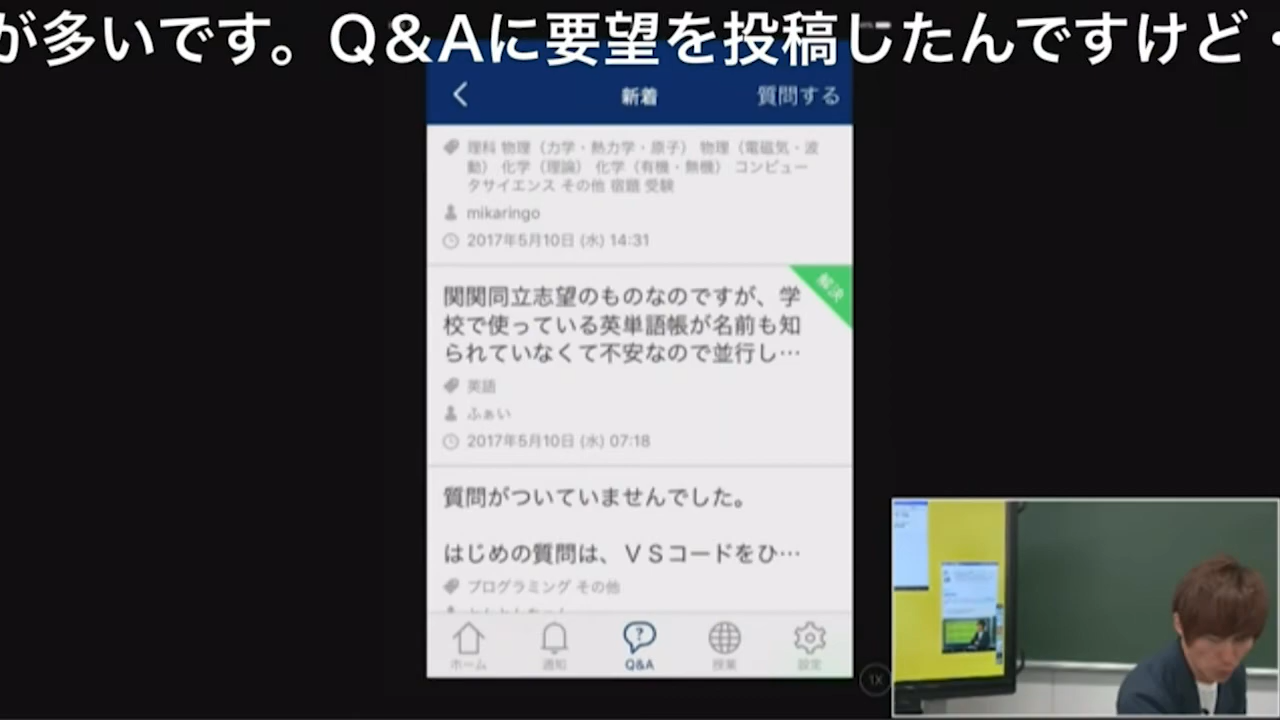 が多いです。Q&Aに要望を投稿したんですけど・
新着
質問する
理科 物理（力学・熱力学・原子） 物理（電磁気・波
動） 化学（理論） 化学（有機・無機） コンピュー
タサイエンス その他 宿題 受験
mikaringo
2017年5月10日 (水) 14:31
解決
関関同立志望のものなのですが、学
校で使っている英単語帳が名前も知
られていなくて不安なので並行し…
英語
ふぁい
2017年5月10日 (水) 07:18
質問がついていませんでした。
はじめの質問は、ＶＳコードをひ…
プログラミング その他
ホーム
通知
Q&A
授業
設定
1X